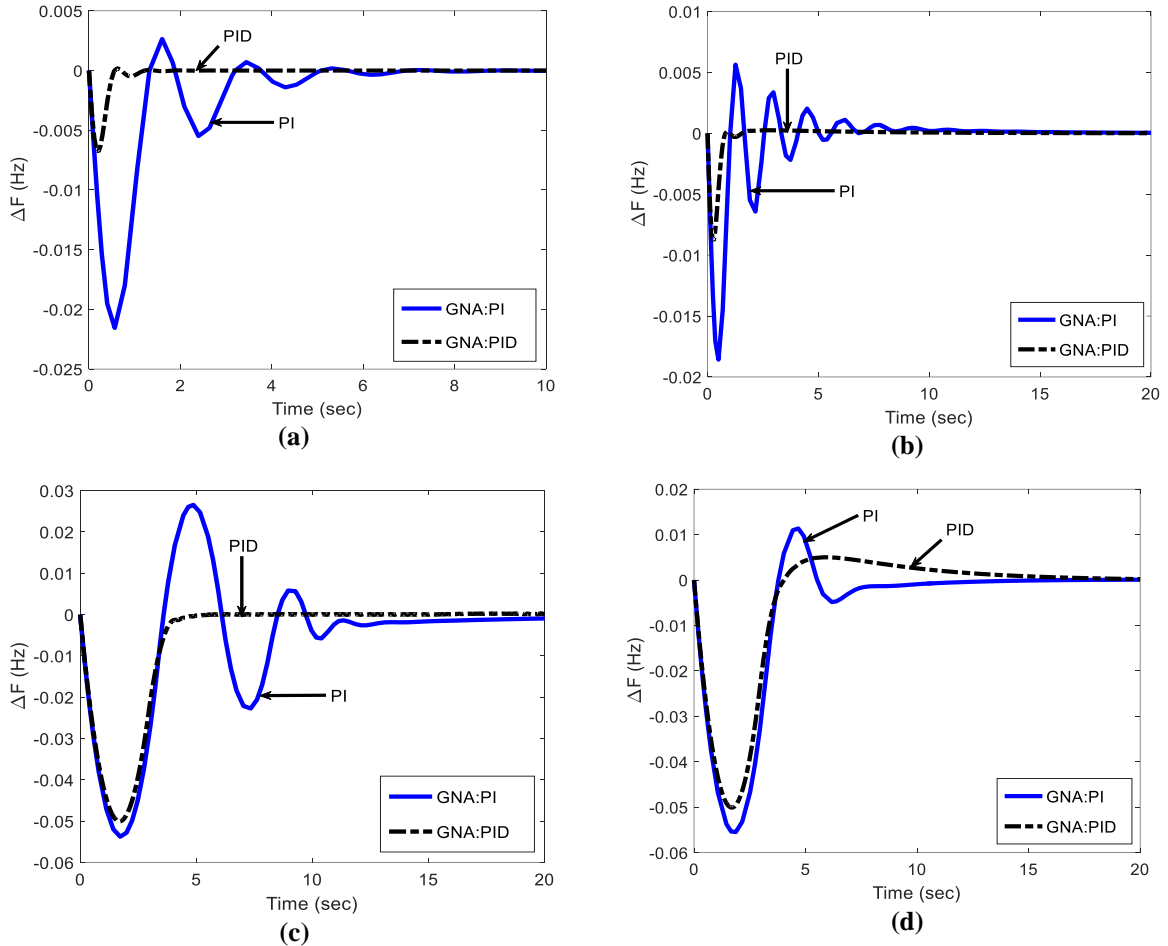 0.005
0
-0.005
-0.01
-0.015
-0.02
-0.025
ΔF (Hz)
PID
PI
GNA:PI
GNA:PID
0 2 4 6 8 10
Time (sec)
(a)
0.01
0.005
0
-0.005
-0.01
-0.015
-0.02
ΔF (Hz)
PID
PI
GNA:PI
GNA:PID
0 5 10 15 20
Time (sec)
(b)
0.03
0.02
0.01
0
-0.01
-0.02
-0.03
-0.04
-0.05
-0.06
ΔF (Hz)
PID
PI
GNA:PI
GNA:PID
0 5 10 15 20
Time (sec)
(c)
0.02
0.01
0
-0.01
-0.02
-0.03
-0.04
-0.05
-0.06
ΔF (Hz)
PI
PID
GNA:PI
GNA:PID
0 5 10 15 20
Time (sec)
(d)